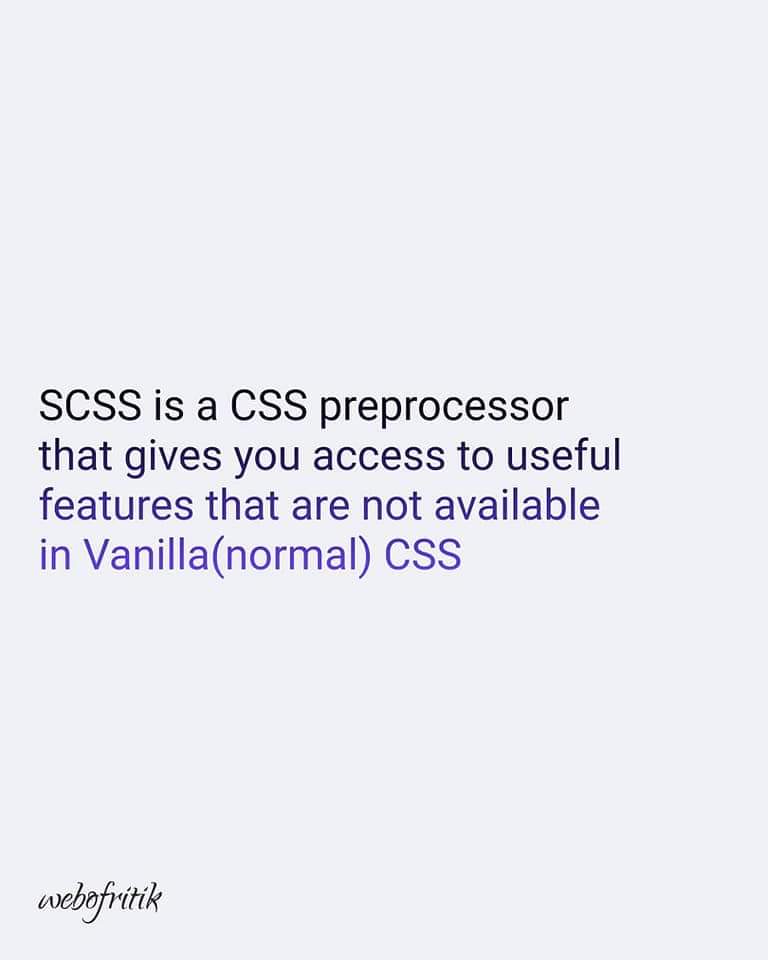 SCSS is a CSS preprocessor
that gives you access to useful
features that are not available
in Vanilla(normal) CSS
webofritik